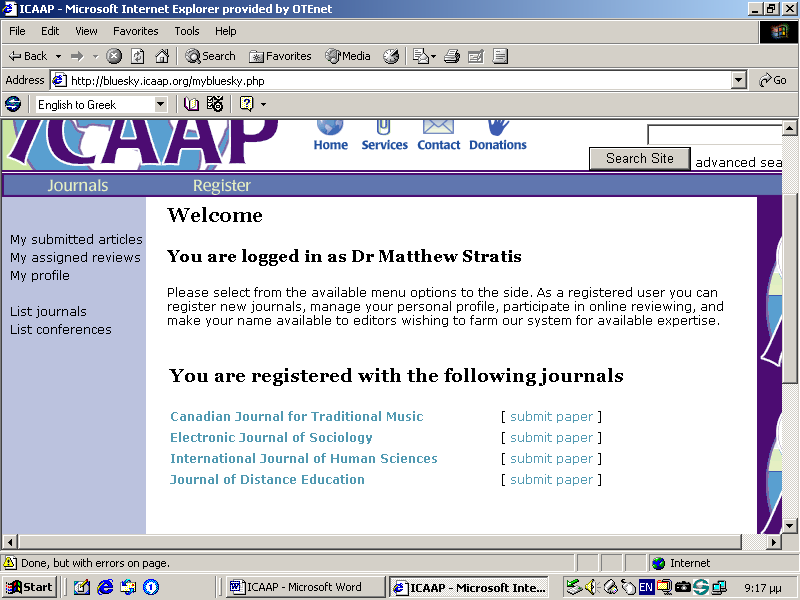 ICAAP - Microsoft Internet Explorer provided by OTEnet
File Edit View Favorites Tools Help
Back Search Favorites Media
Address http://bluesky.icaap.org/mybluesky.php Go
English to Greek
ICAAP
Home Services Contact Donations
Search Site advanced sea
Journals Register
Welcome
My submitted articles
My assigned reviews
My profile
List journals
List conferences
You are logged in as Dr Matthew Stratis
Please select from the available menu options to the side. As a registered user you can
register new journals, manage your personal profile, participate in online reviewing, and
make your name available to editors wishing to farm our system for available expertise.
You are registered with the following journals
Canadian Journal for Traditional Music [ submit paper ]
Electronic Journal of Sociology [ submit paper ]
International Journal of Human Sciences [ submit paper ]
Journal of Distance Education [ submit paper ]
Done, but with errors on page. Internet
Start ICAAP - Microsoft Word ICAAP - Microsoft Inte... EN 9:17 μμ